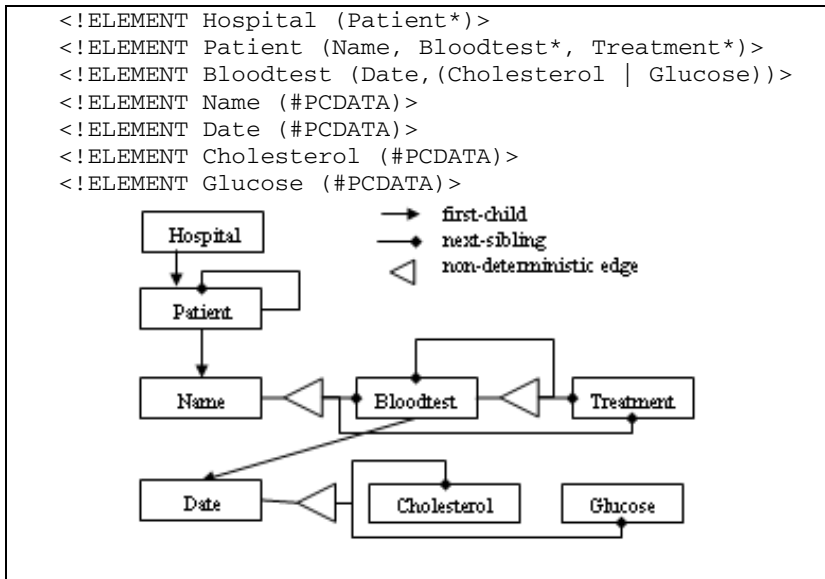 <!ELEMENT Hospital (Patient*)>
<!ELEMENT Patient (Name, Bloodtest*, Treatment*)>
<!ELEMENT Bloodtest (Date,(Cholesterol | Glucose))>
<!ELEMENT Name (#PCDATA)>
<!ELEMENT Date (#PCDATA)>
<!ELEMENT Cholesterol (#PCDATA)>
<!ELEMENT Glucose (#PCDATA)>
first-child
Hospital
next-sibling
non-deterministic edge
Patient
Name
Bloodtest
Treatment
Date
Cholesterol
Glucose